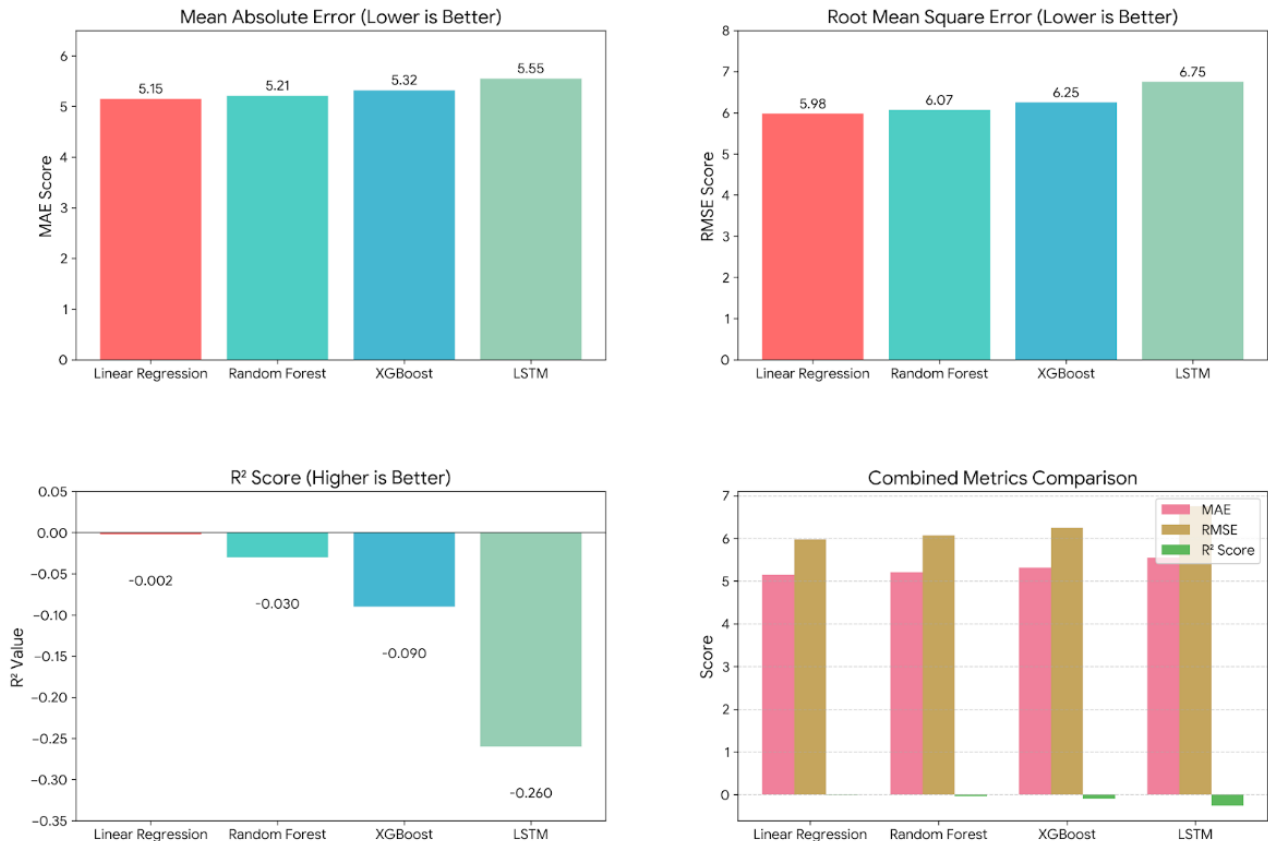 Mean Absolute Error (Lower is Better)
MAE Score
6
5
4
3
2
1
0
5.15
5.21
5.32
5.55
Linear Regression
Random Forest
XGBoost
LSTM
Root Mean Square Error (Lower is Better)
RMSE Score
8
7
6
5
4
3
2
1
0
5.98
6.07
6.25
6.75
Linear Regression
Random Forest
XGBoost
LSTM
R² Score (Higher is Better)
R² Value
0.05
0.00
−0.05
−0.10
−0.15
−0.20
−0.25
−0.30
−0.35
-0.002
-0.030
-0.090
-0.260
Linear Regression
Random Forest
XGBoost
LSTM
Combined Metrics Comparison
Score
7
6
5
4
3
2
1
0
MAE
RMSE
R² Score
Linear Regression
Random Forest
XGBoost
LSTM